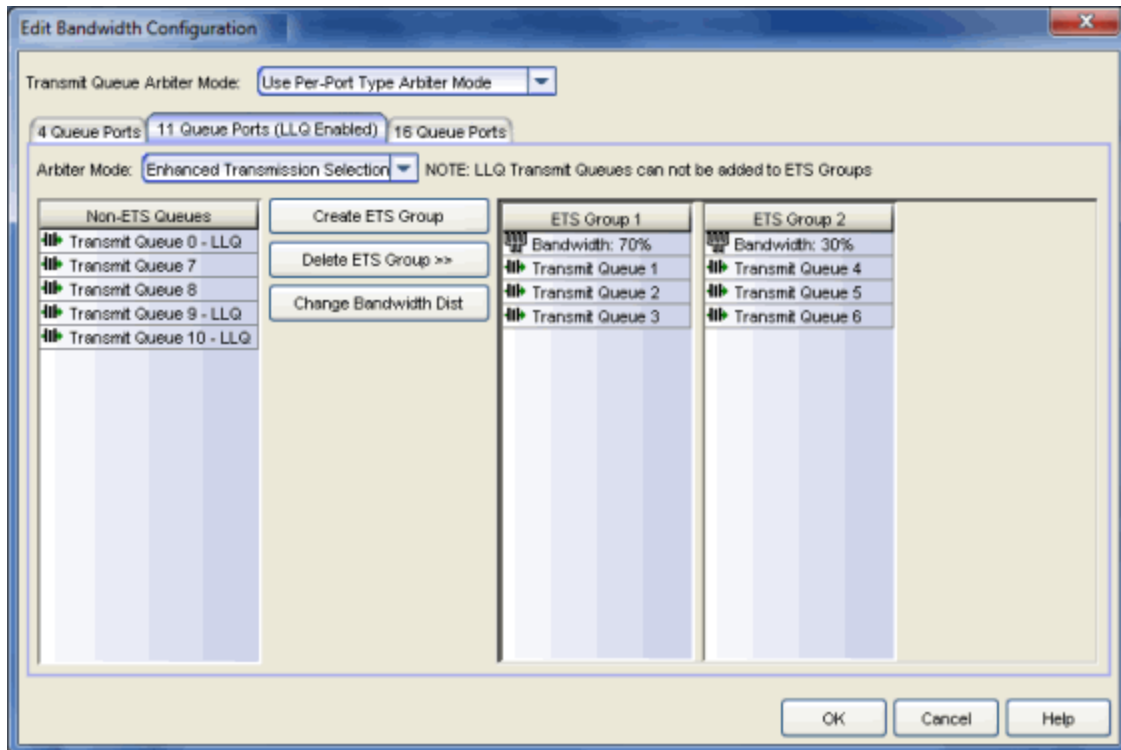 Edit Bandwidth Configuration
Transmit Queue Arbiter Mode: Use Per-Port Type Arbiter Mode
4 Queue Ports 11 Queue Ports (LLQ Enabled) 16 Queue Ports
Arbiter Mode: Enhanced Transmission Selection NOTE: LLQ Transmit Queues can not be added to ETS Groups
Non-ETS Queues
Transmit Queue 0 - LLQ
Transmit Queue 7
Transmit Queue 8
Transmit Queue 9 - LLQ
Transmit Queue 10 - LLQ
Create ETS Group
Delete ETS Group >>
Change Bandwidth Dist
ETS Group 1
Bandwidth: 70%
Transmit Queue 1
Transmit Queue 2
Transmit Queue 3
ETS Group 2
Bandwidth: 30%
Transmit Queue 4
Transmit Queue 5
Transmit Queue 6
OK Cancel Help